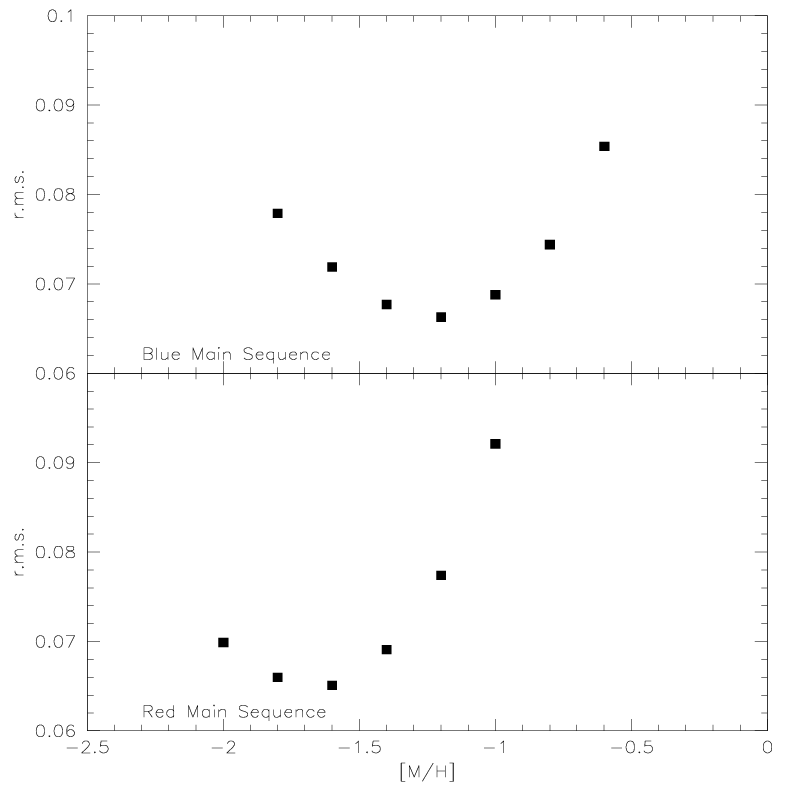 0.1
0.09
r.m.s.
0.08
0.07
Blue Main Sequence
0.06
0.09
r.m.s.
0.08
0.07
Red Main Sequence
0.06
−2.5 −2 −1.5 −1 −0.5 0
[M/H]